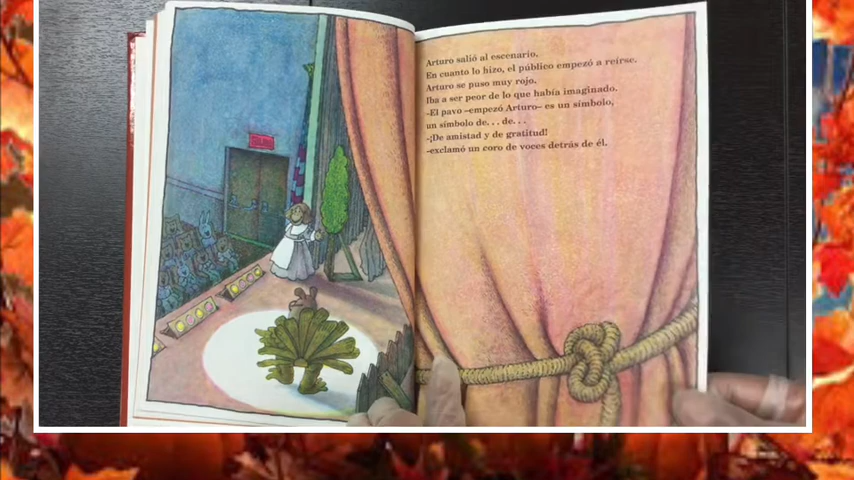 Arturo salió al escenario.
En cuanto lo hizo, el público empezó a reírse.
Arturo se puso muy rojo.
Iba a ser peor de lo que había imaginado.
-El pavo –empezó Arturo– es un símbolo,
un símbolo de. . . de. . .
-¡De amistad y de gratitud!
-exclamó un coro de voces detrás de él.